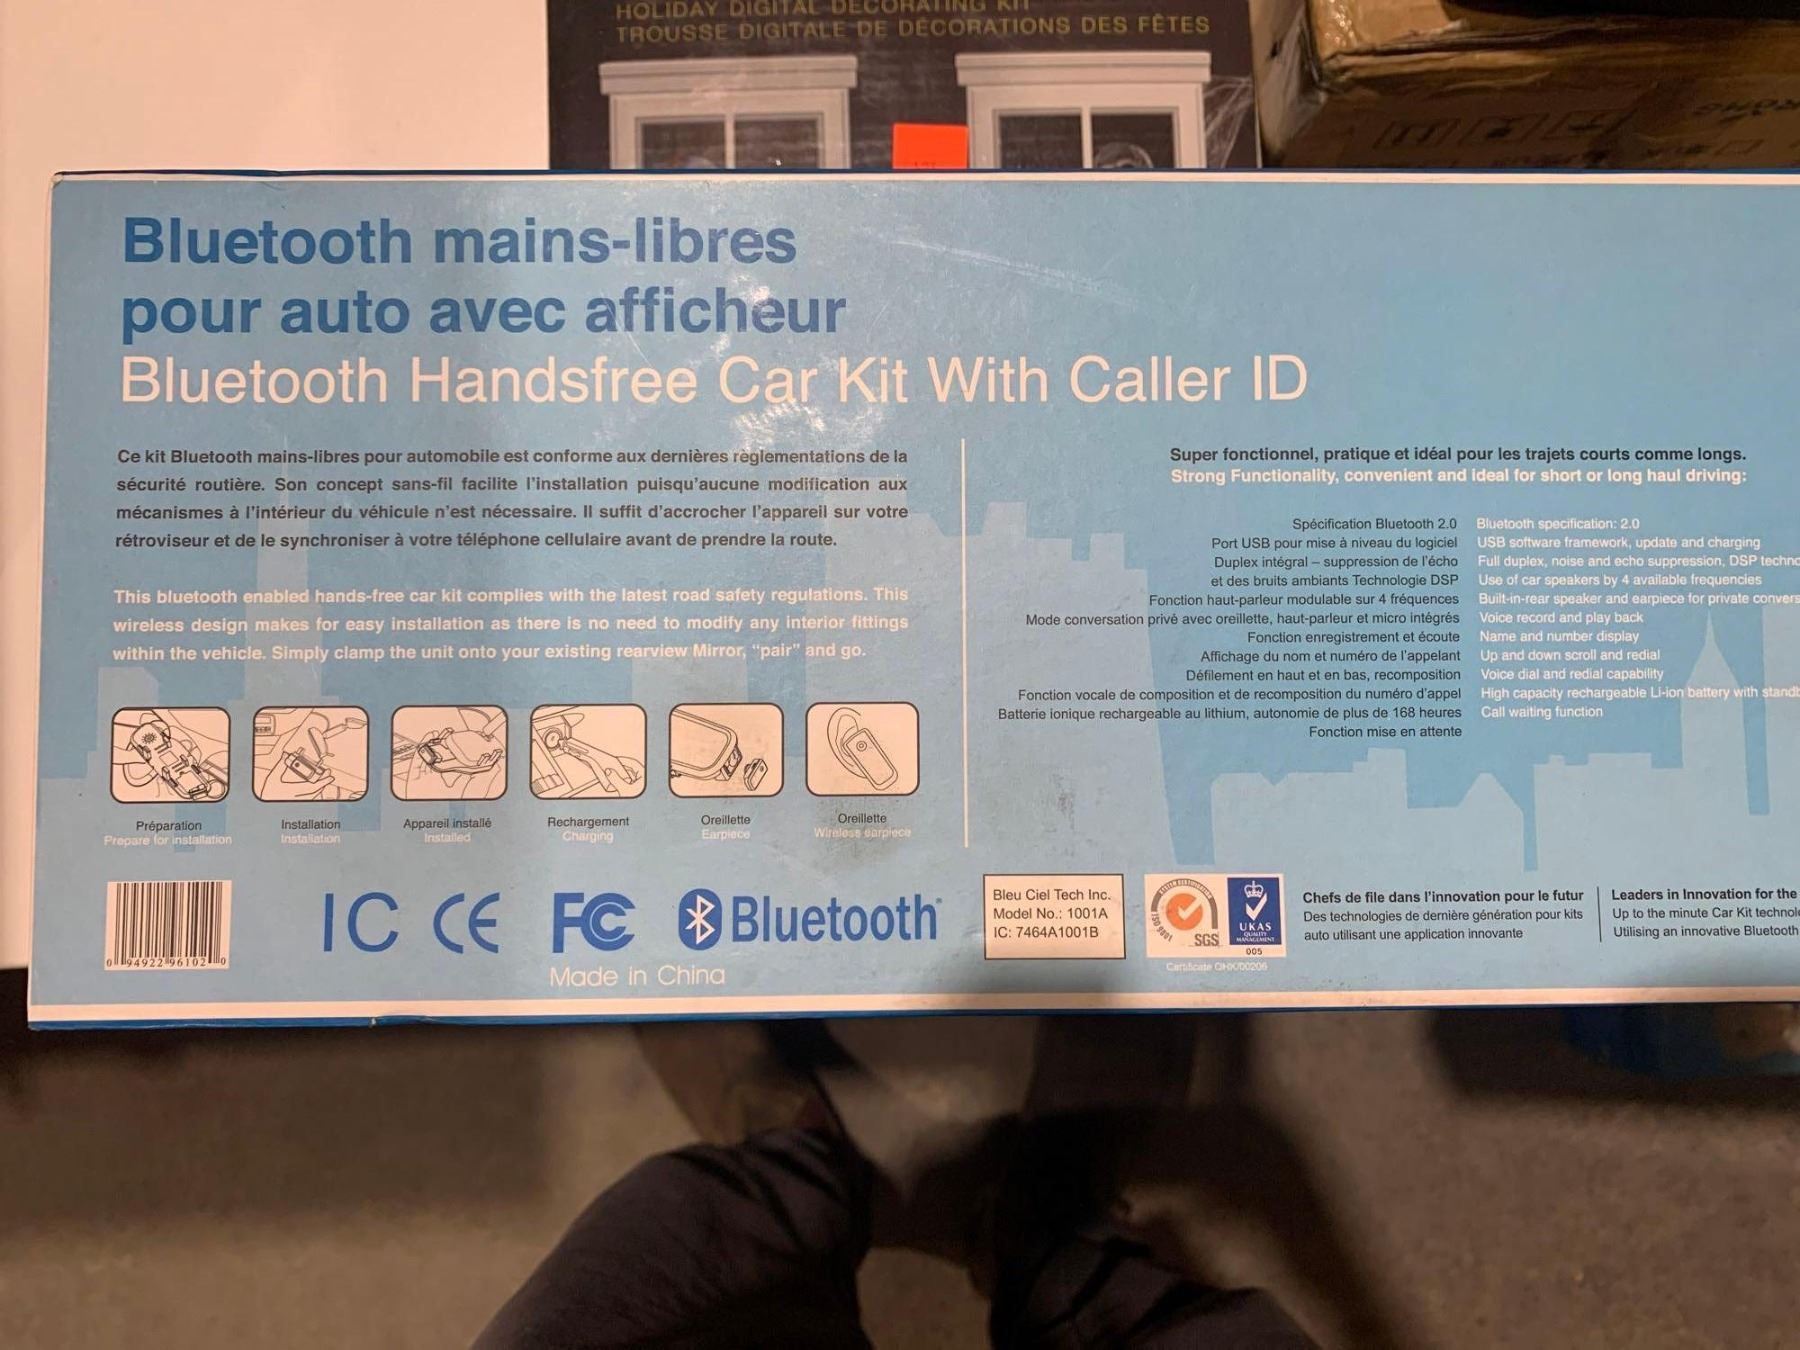 HOLIDAY DIGITAL DECORATING KIT
TROUSSE DIGITALE DE DÉCORATIONS DES FÊTES
Bluetooth mains-libres
pour auto avec afficheur
Bluetooth Handsfree Car Kit With Caller ID
Ce kit Bluetooth mains-libres pour automobile est conforme aux dernières règlementations de la
sécurité routière. Son concept sans-fil facilite l'installation puisqu'aucune modification aux
mécanismes à l'intérieur du véhicule n'est nécessaire. Il suffit d'accrocher l'appareil sur votre
rétroviseur et de le synchroniser à votre téléphone cellulaire avant de prendre la route.
This bluetooth enabled hands-free car kit complies with the latest road safety regulations. This
wireless design makes for easy installation as there is no need to modify any interior fittings
within the vehicle. Simply clamp the unit onto your existing rearview Mirror, "pair" and go.
Préparation
Prepare for installation
Installation
Installation
Appareil installé
Installed
Rechargement
Charging
Oreillette
Earpiece
Oreillette
Wireless earpiece
Super fonctionnel, pratique et idéal pour les trajets courts comme longs.
Strong Functionality, convenient and ideal for short or long haul driving:
Spécification Bluetooth 2.0
Port USB pour mise à niveau du logiciel
Duplex intégral – suppression de l'écho
et des bruits ambiants Technologie DSP
Fonction haut-parleur modulable sur 4 fréquences
Mode conversation privé avec oreillette, haut-parleur et micro intégrés
Fonction enregistrement et écoute
Affichage du nom et numéro de l'appelant
Défilement en haut et en bas, recomposition
Fonction vocale de composition et de recomposition du numéro d'appel
Batterie ionique rechargeable au lithium, autonomie de plus de 168 heures
Fonction mise en attente
Bluetooth specification: 2.0
USB software framework, update and charging
Full duplex, noise and echo suppression, DSP techno
Use of car speakers by 4 available frequencies
Built-in-rear speaker and earpiece for private convers
Voice record and play back
Name and number display
Up and down scroll and redial
Voice dial and redial capability
High capacity rechargeable Li-ion battery with standb
Call waiting function
0 94922 96102 0
IC CE FC Bluetooth
Made in China
Bleu Ciel Tech Inc.
Model No.: 1001A
IC: 7464A1001B
ISO 9001
SGS
UKAS
QUALITY
MANAGEMENT
005
Certificate
Chefs de file dans l'innovation pour le futur
Des technologies de dernière génération pour kits
auto utilisant une application innovante
Leaders in Innovation for the
Up to the minute Car Kit technol
Utilising an innovative Bluetooth